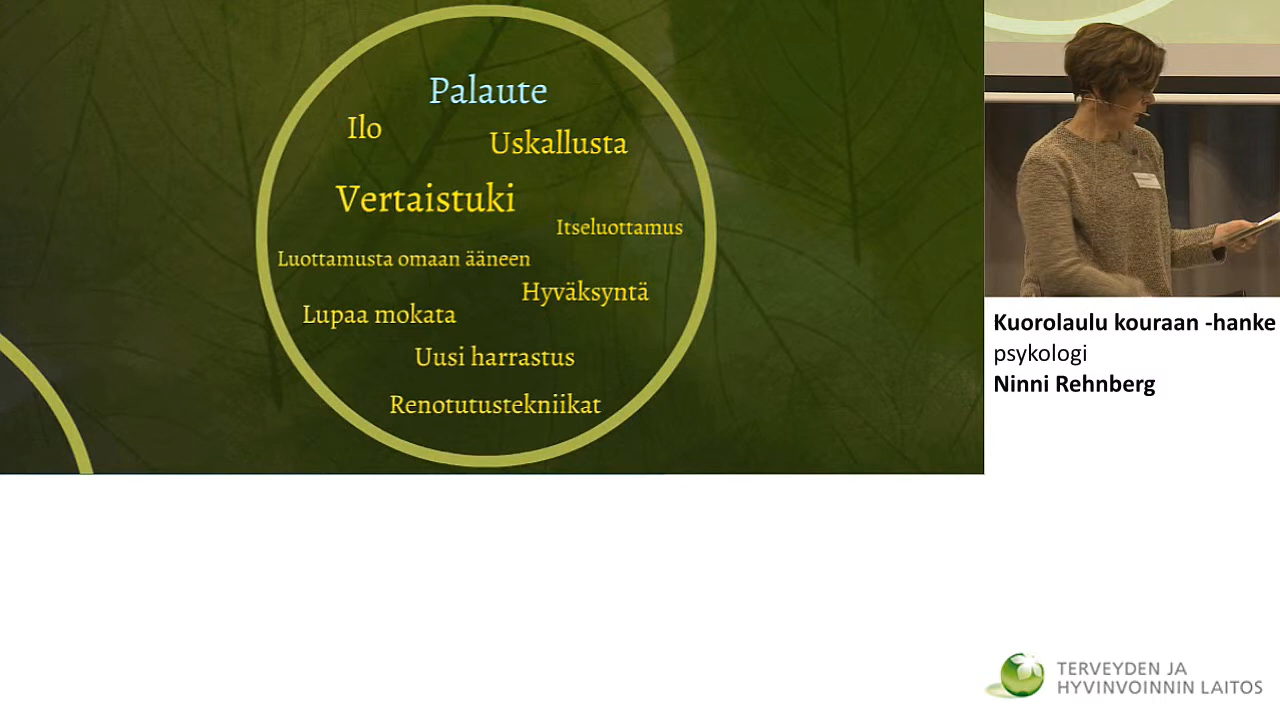 Palaute
Ilo
Uskallusta
Vertaistuki
Itseluottamus
Luottamusta omaan ääneen
Hyväksyntä
Lupaa mokata
Uusi harrastus
Renotutustekniikat
Kuorolaulu kouraan -hanke
psykologi
Ninni Rehnberg
TERVEYDEN JA
HYVINVOINNIN LAITOS